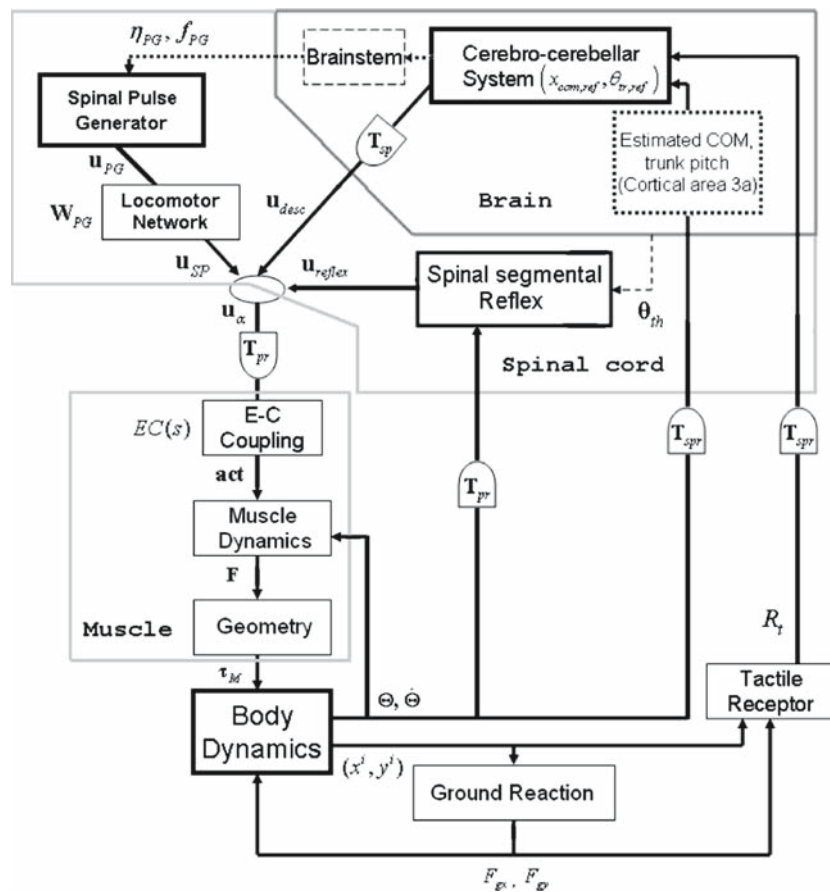 η_PG, f_PG
Brainstem
Cerebro-cerebellar
System (x_com,ref, θ_tr,ref)
Spinal Pulse
Generator
T_sp
Estimated COM,
trunk pitch
(Cortical area 3a)
u_PG
W_PG
Locomotor
Network
u_desc
Brain
u_SP
u_reflex
Spinal segmental
Reflex
θ_th
u_α
T_pr
Spinal cord
EC(s)
E-C
Coupling
T_spr
T_spr
act
T_pr
Muscle
Dynamics
F
Muscle
Geometry
R_t
τ_M
Tactile
Receptor
Θ, Θ̇
Body
Dynamics
(x^i, y^i)
Ground Reaction
F_gx, F_gy